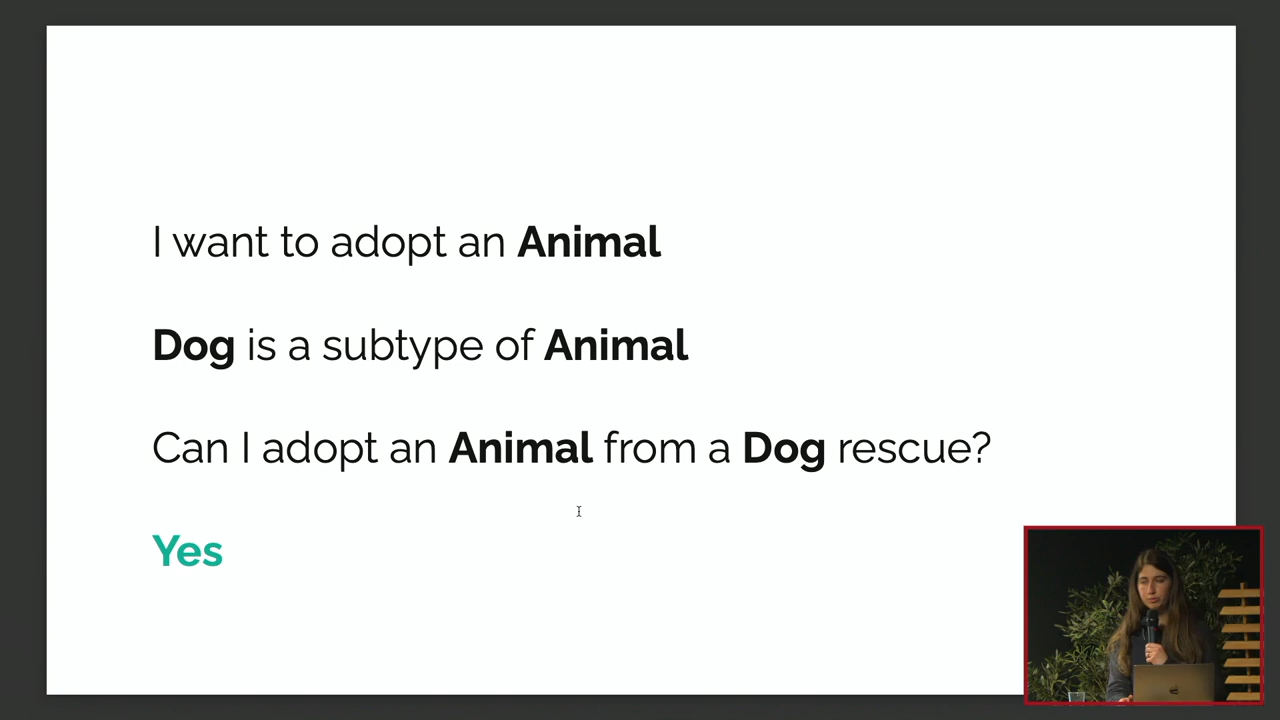 I want to adopt an Animal
Dog is a subtype of Animal
Can I adopt an Animal from a Dog rescue?
Yes